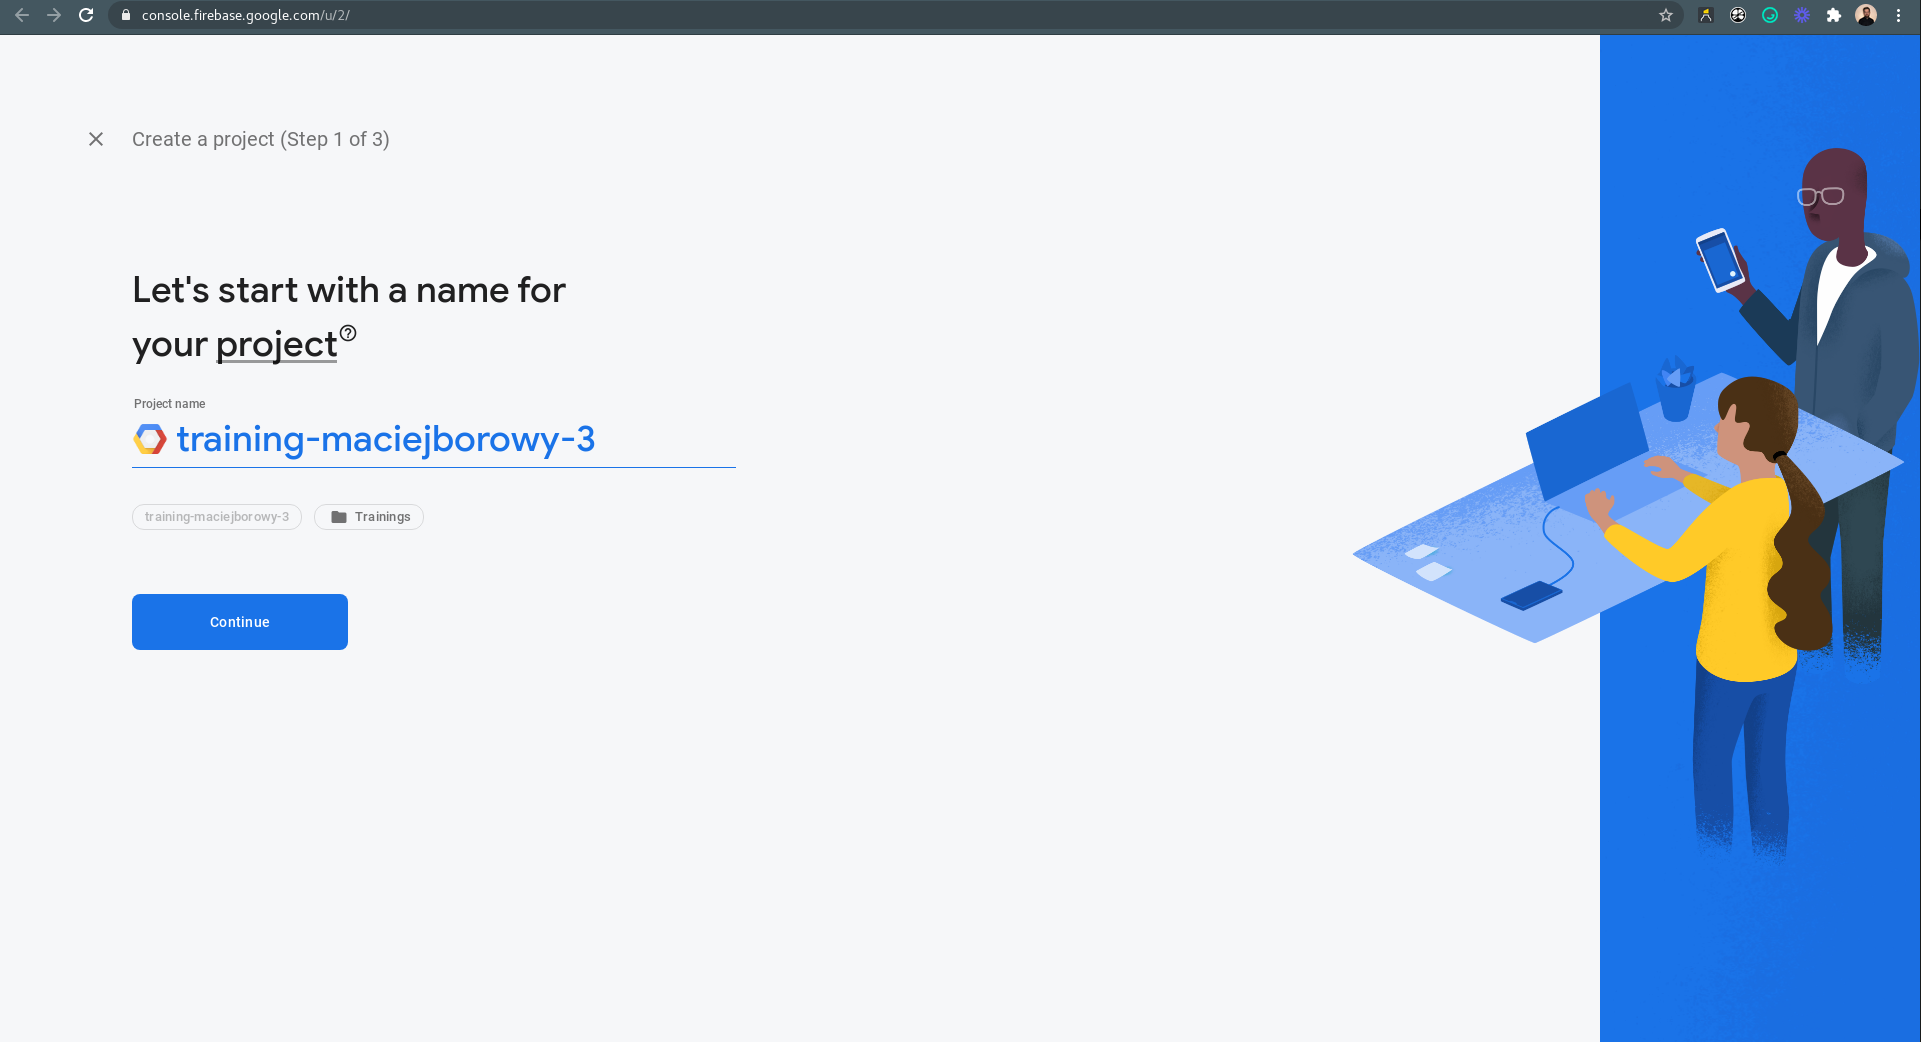 console.firebase.google.com/u/2/
Create a project (Step 1 of 3)
Let's start with a name for
your project
Project name
training-maciejborowy-3
training-maciejborowy-3 Trainings
Continue